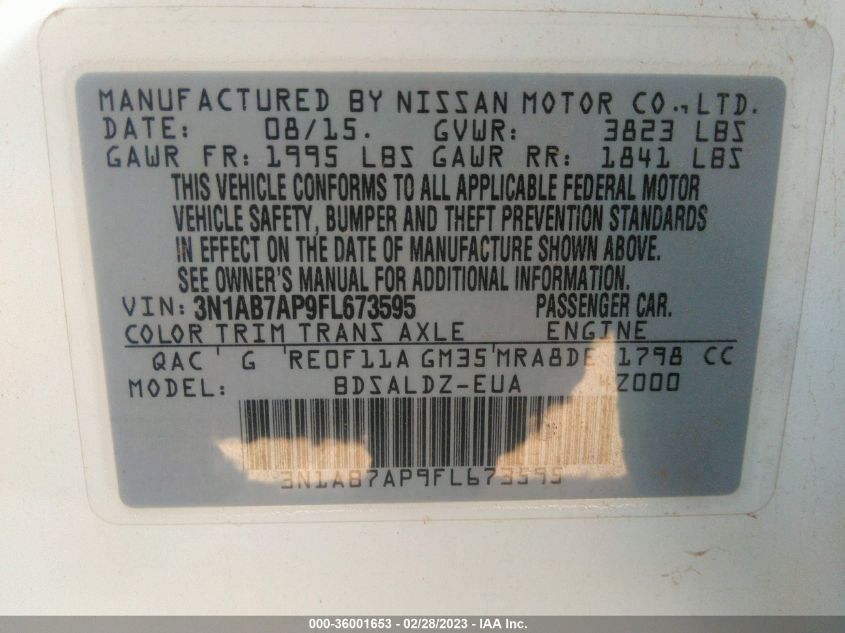 MANUFACTURED BY NISSAN MOTOR CO., LTD.
DATE: 08/15. GVWR: 3823 LBS
GAWR FR: 1995 LBS GAWR RR: 1841 LBS
THIS VEHICLE CONFORMS TO ALL APPLICABLE FEDERAL MOTOR
VEHICLE SAFETY, BUMPER AND THEFT PREVENTION STANDARDS
IN EFFECT ON THE DATE OF MANUFACTURE SHOWN ABOVE.
SEE OWNER'S MANUAL FOR ADDITIONAL INFORMATION.
VIN: 3N1AB7AP9FL673595 PASSENGER CAR.
COLOR TRIM TRANS AXLE ENGINE
QAC G RE0F11A GM35 MRA8DE 1798 CC
MODEL: BDSALDZ-EUA
3N1AB7AP9FL673595
000-36001653 - 02/28/2023 - IAA Inc.